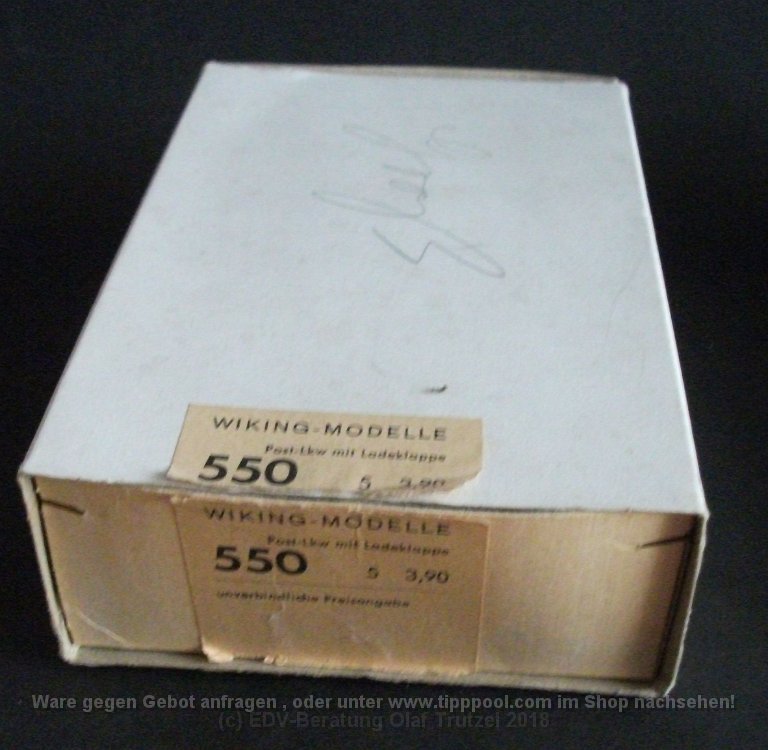 WIKING-MODELLE
Post-Lkw mit Ladeklappe
550 5 3,90
WIKING-MODELLE
Post-Lkw mit Ladeklappe
550 5 3,90
unverbindliche Preisangabe
Ware gegen Gebot anfragen , oder unter www.tipppool.com im Shop nachsehen!
(c) EDV-Beratung Olaf Trutzel 2018